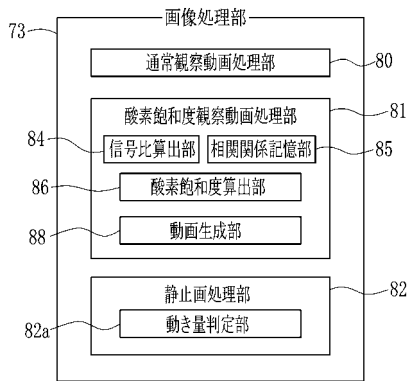 画像処理部
73
通常観察動画処理部
80
酸素飽和度観察動画処理部
81
84
信号比算出部
相関関係記憶部
85
86
酸素飽和度算出部
88
動画生成部
静止画処理部
82
82a
動き量判定部